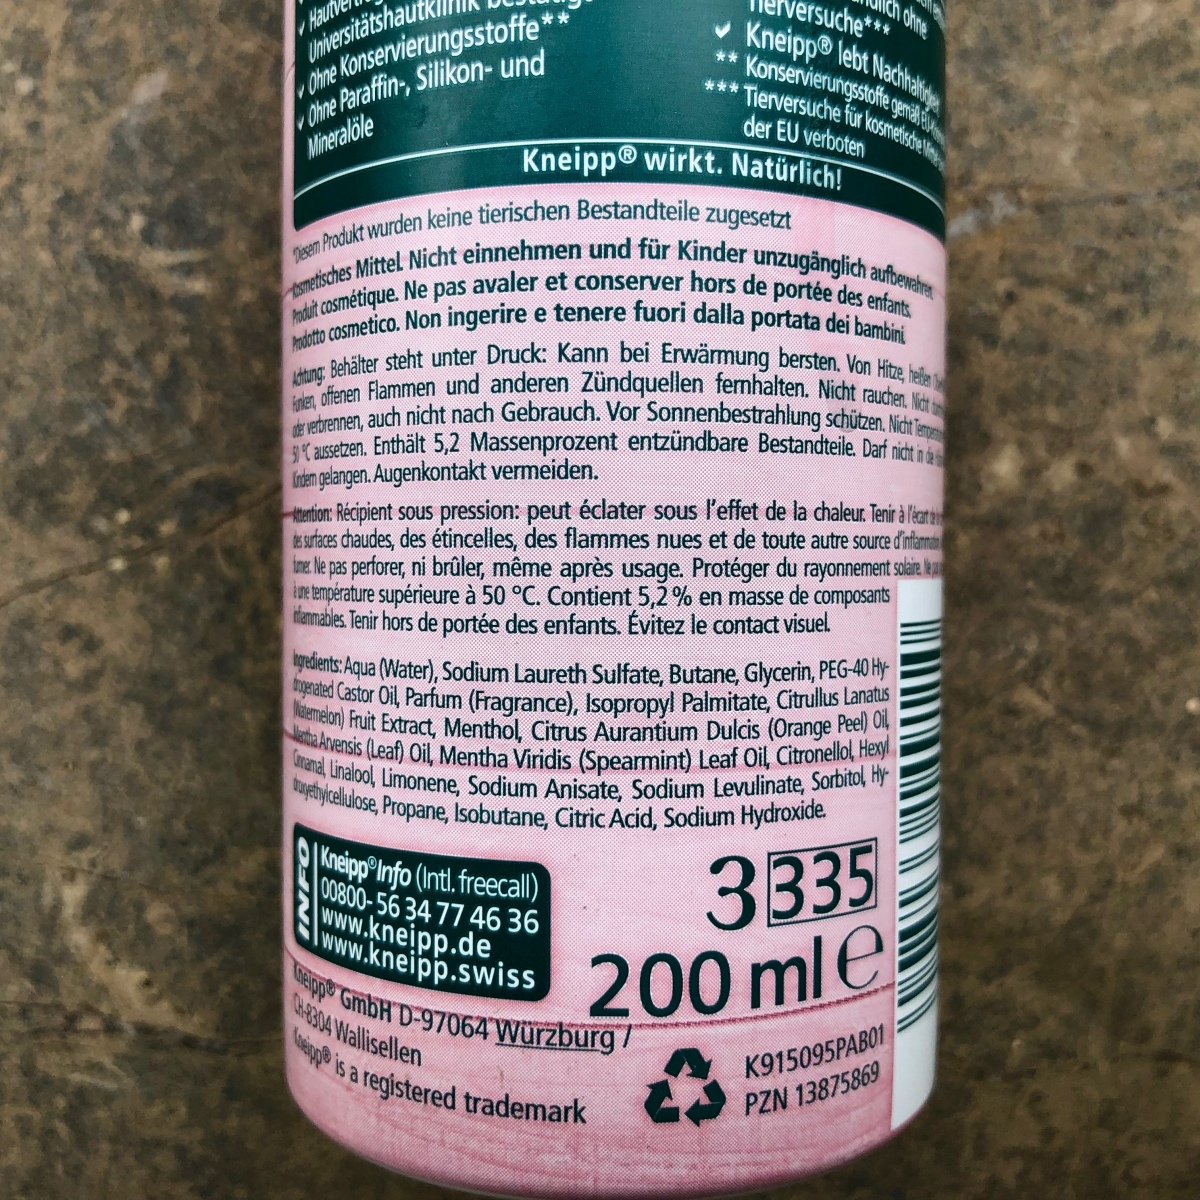 Universitätshautklinik bestätigt
Ohne Konservierungsstoffe**
Ohne Paraffin-, Silikon- und
Mineralöle
ohne
Tierversuche***
Kneipp® lebt Nachhaltigkeit
** Konservierungsstoffe gemäß
*** Tierversuche für kosmetische
der EU verboten
Kneipp® wirkt. Natürlich!
*Diesem Produkt wurden keine tierischen Bestandteile zugesetzt
Kosmetisches Mittel. Nicht einnehmen und für Kinder unzugänglich aufbewahren.
Produit cosmétique. Ne pas avaler et conserver hors de portée des enfants.
Prodotto cosmetico. Non ingerire e tenere fuori dalla portata dei bambini.
Achtung: Behälter steht unter Druck: Kann bei Erwärmung bersten. Von Hitze, heißen
Funken, offenen Flammen und anderen Zündquellen fernhalten. Nicht rauchen. Nicht
oder verbrennen, auch nicht nach Gebrauch. Vor Sonnenbestrahlung schützen. Nicht
50 °C aussetzen. Enthält 5,2 Massenprozent entzündbare Bestandteile. Darf nicht in die
Kindern gelangen. Augenkontakt vermeiden.
Attention: Récipient sous pression: peut éclater sous l'effet de la chaleur. Tenir à l'écart de
des surfaces chaudes, des étincelles, des flammes nues et de toute autre source d'inflammation
fumer. Ne pas perforer, ni brûler, même après usage. Protéger du rayonnement solaire. Ne pas
à une température supérieure à 50 °C. Contient 5,2 % en masse de composants
inflammables. Tenir hors de portée des enfants. Évitez le contact visuel.
Ingredients: Aqua (Water), Sodium Laureth Sulfate, Butane, Glycerin, PEG-40 Hy-
drogenated Castor Oil, Parfum (Fragrance), Isopropyl Palmitate, Citrullus Lanatus
(Watermelon) Fruit Extract, Menthol, Citrus Aurantium Dulcis (Orange Peel) Oil,
Mentha Arvensis (Leaf) Oil, Mentha Viridis (Spearmint) Leaf Oil, Citronellol, Hexyl
Cinnamal, Linalool, Limonene, Sodium Anisate, Sodium Levulinate, Sorbitol, Hy-
droxyethylcellulose, Propane, Isobutane, Citric Acid, Sodium Hydroxide.
INFO
Kneipp® Info (Intl. freecall)
00800- 56 34 77 46 36
www.kneipp.de
www.kneipp.swiss
3 335
200 ml e
Kneipp® GmbH D-97064 Würzburg /
CH-8304 Wallisellen
Kneipp® is a registered trademark
K915095PAB01
PZN 13875869